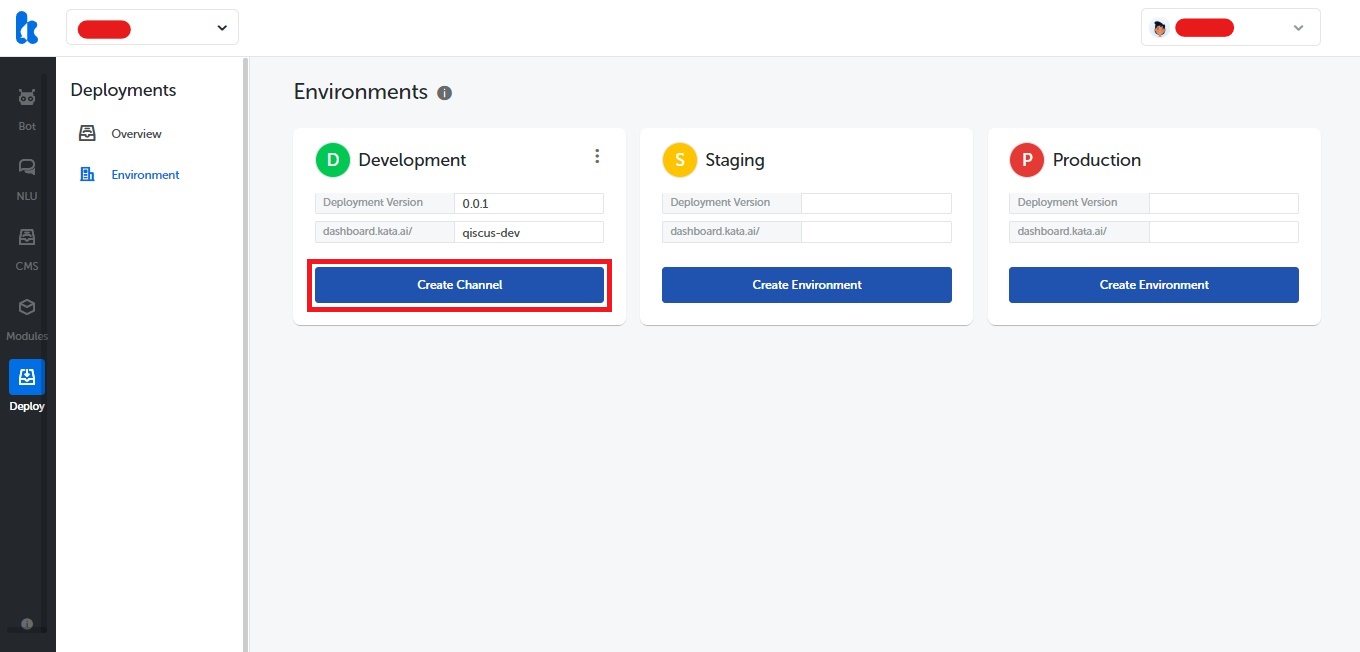 Bot
NLU
CMS
Modules
Deploy
Deployments
Overview
Environment
Environments
D Development
Deployment Version 0.0.1
dashboard.kata.ai/ qiscus-dev
Create Channel
S Staging
Deployment Version
dashboard.kata.ai/
Create Environment
P Production
Deployment Version
dashboard.kata.ai/
Create Environment